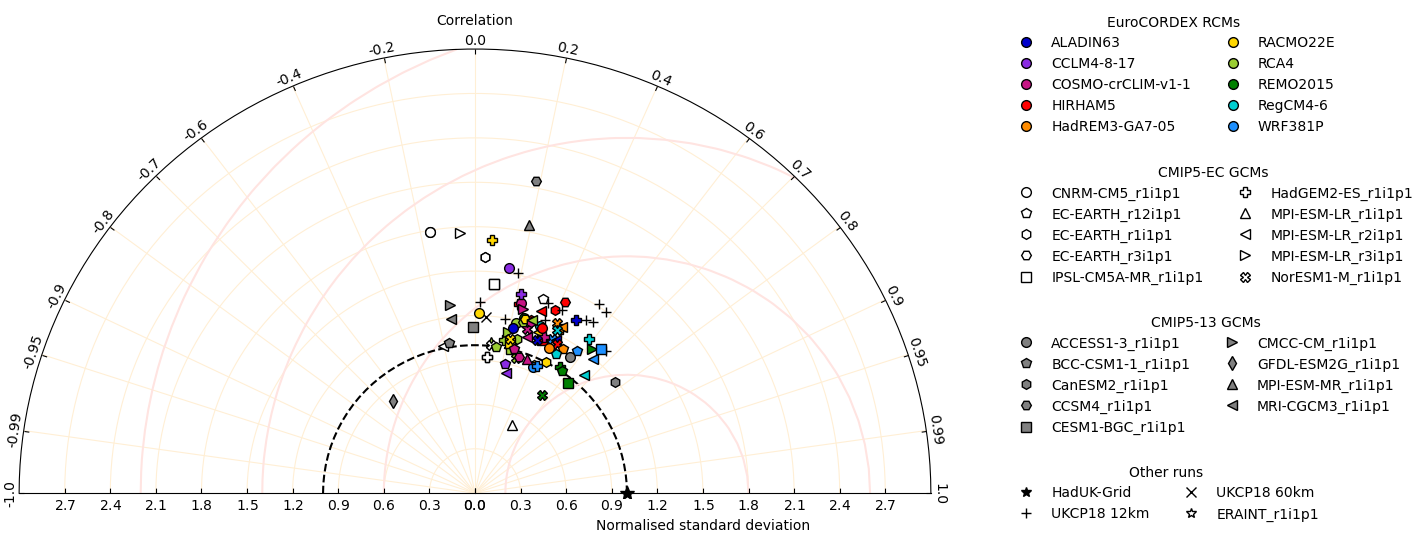 Correlation
-1.0
-0.99
-0.95
-0.9
-0.8
-0.7
-0.6
-0.4
-0.2
0.0
0.2
0.4
0.6
0.7
0.8
0.9
0.95
0.99
1.0
2.7 2.4 2.1 1.8 1.5 1.2 0.9 0.6 0.3 0.0 0.3 0.6 0.9 1.2 1.5 1.8 2.1 2.4 2.7
Normalised standard deviation
EuroCORDEX RCMs
ALADIN63 RACMO22E
CCLM4-8-17 RCA4
COSMO-crCLIM-v1-1 REMO2015
HIRHAM5 RegCM4-6
HadREM3-GA7-05 WRF381P
CMIP5-EC GCMs
CNRM-CM5_r1i1p1 HadGEM2-ES_r1i1p1
EC-EARTH_r12i1p1 MPI-ESM-LR_r1i1p1
EC-EARTH_r1i1p1 MPI-ESM-LR_r2i1p1
EC-EARTH_r3i1p1 MPI-ESM-LR_r3i1p1
IPSL-CM5A-MR_r1i1p1 NorESM1-M_r1i1p1
CMIP5-13 GCMs
ACCESS1-3_r1i1p1 CMCC-CM_r1i1p1
BCC-CSM1-1_r1i1p1 GFDL-ESM2G_r1i1p1
CanESM2_r1i1p1 MPI-ESM-MR_r1i1p1
CCSM4_r1i1p1 MRI-CGCM3_r1i1p1
CESM1-BGC_r1i1p1
Other runs
HadUK-Grid UKCP18 60km
UKCP18 12km ERAINT_r1i1p1